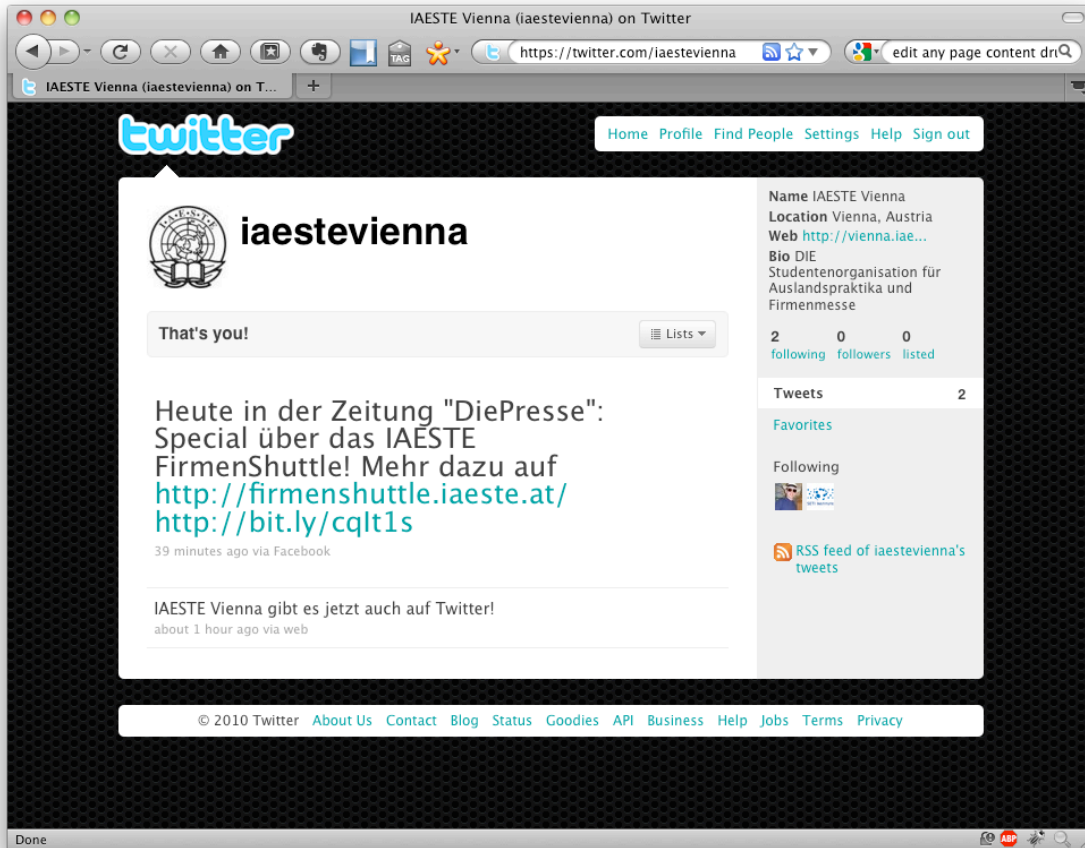 IAESTE Vienna (iaestevienna) on Twitter
TAG
https://twitter.com/iaestevienna
edit any page content dru
IAESTE Vienna (iaestevienna) on T...
+
twitter
Home Profile Find People Settings Help Sign out
I.A.E.S.T.E
iaestevienna
That's you!
Lists
Heute in der Zeitung "DiePresse":
Special über das IAESTE
FirmenShuttle! Mehr dazu auf
http://firmenshuttle.iaeste.at/
http://bit.ly/cqIt1s
39 minutes ago via Facebook
IAESTE Vienna gibt es jetzt auch auf Twitter!
about 1 hour ago via web
Name IAESTE Vienna
Location Vienna, Austria
Web http://vienna.iae...
Bio DIE
Studentenorganisation für
Auslandspraktika und
Firmenmesse
2 0 0
following followers listed
Tweets 2
Favorites
Following
RSS feed of iaestevienna's
tweets
© 2010 Twitter About Us Contact Blog Status Goodies API Business Help Jobs Terms Privacy
Done
ABP